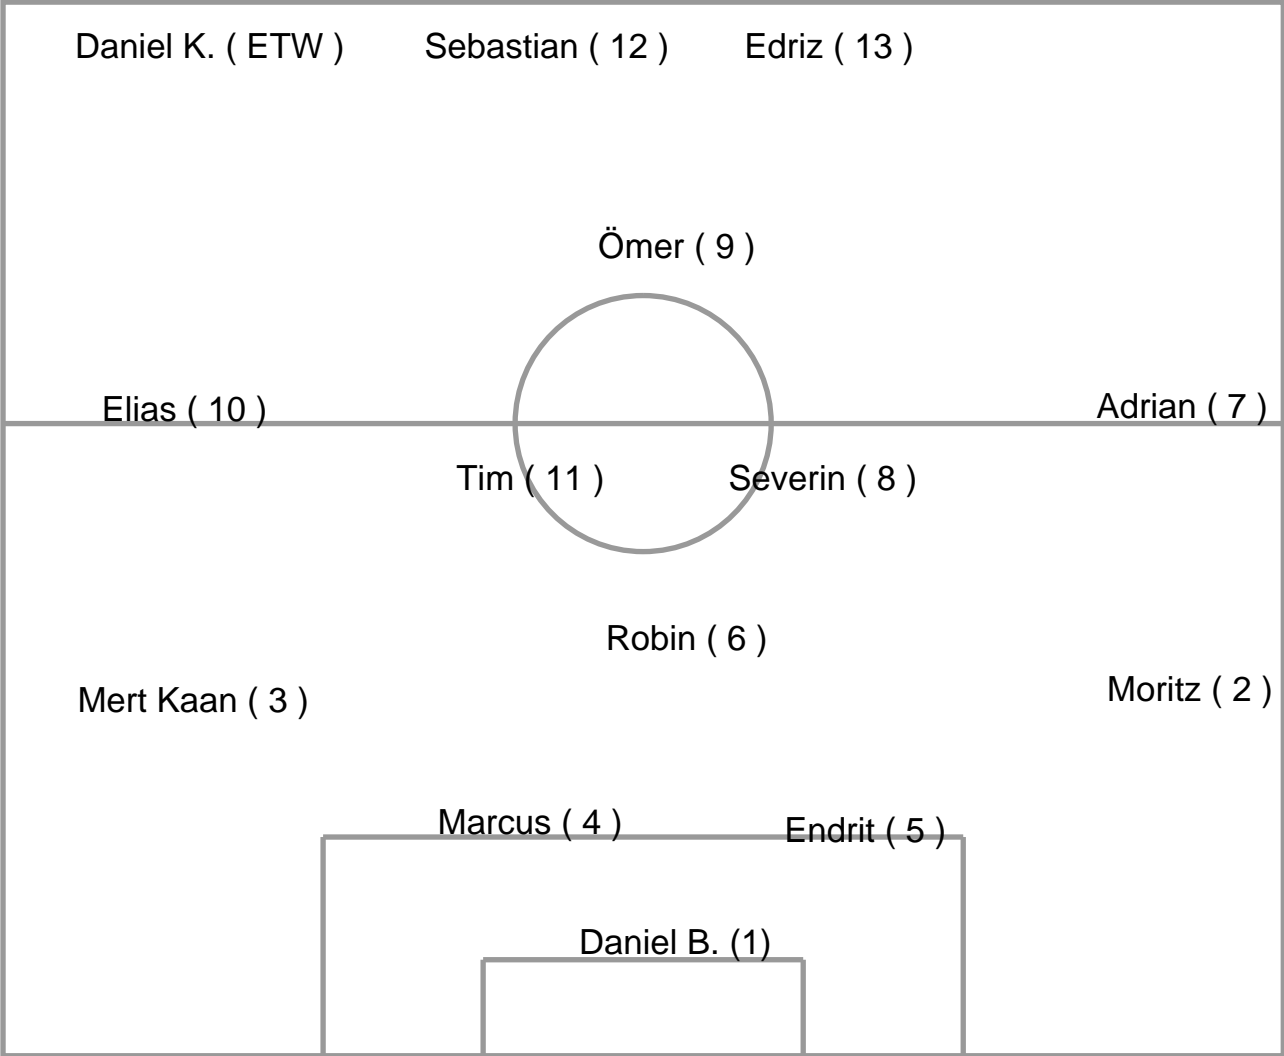 Daniel K. ( ETW ) Sebastian ( 12 ) Edriz ( 13 )
Ömer ( 9 )
Elias ( 10 ) Adrian ( 7 )
Tim ( 11 ) Severin ( 8 )
Robin ( 6 )
Mert Kaan ( 3 ) Moritz ( 2 )
Marcus ( 4 ) Endrit ( 5 )
Daniel B. (1)